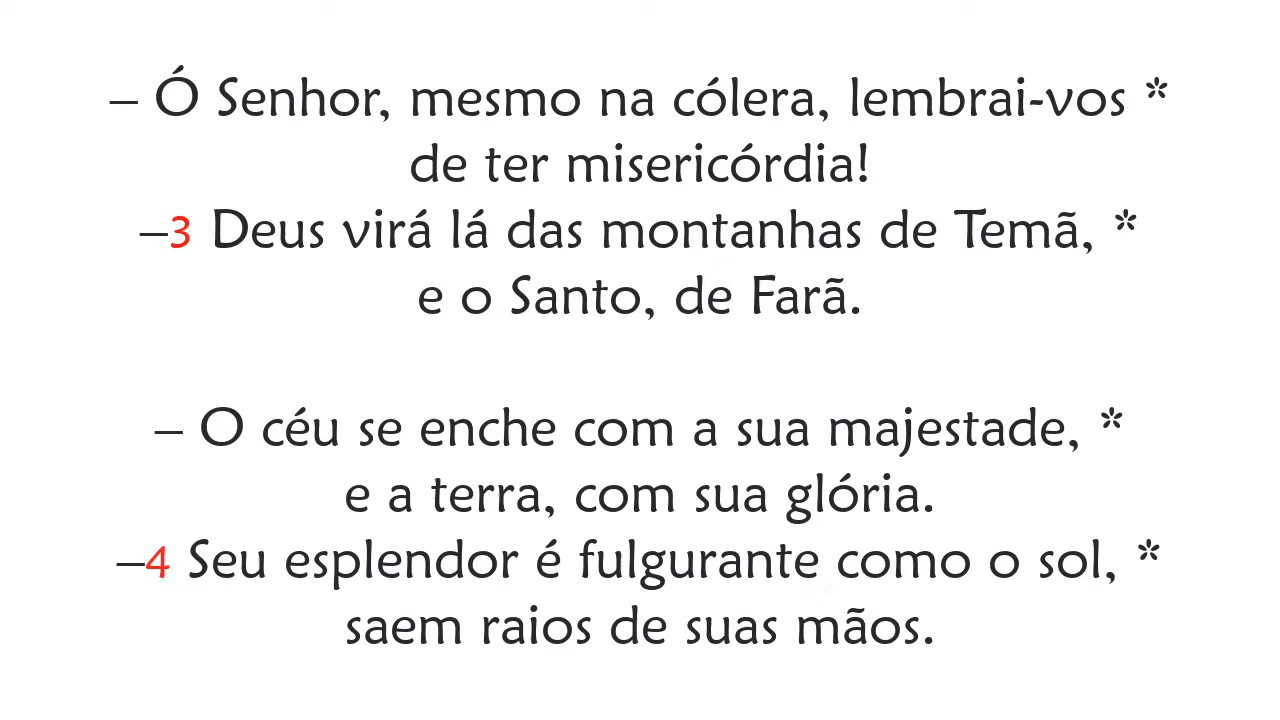 – Ó Senhor, mesmo na cólera, lembrai-vos *
de ter misericórdia!
–3 Deus virá lá das montanhas de Temã, *
e o Santo, de Farã.
– O céu se enche com a sua majestade, *
e a terra, com sua glória.
–4 Seu esplendor é fulgurante como o sol, *
saem raios de suas mãos.